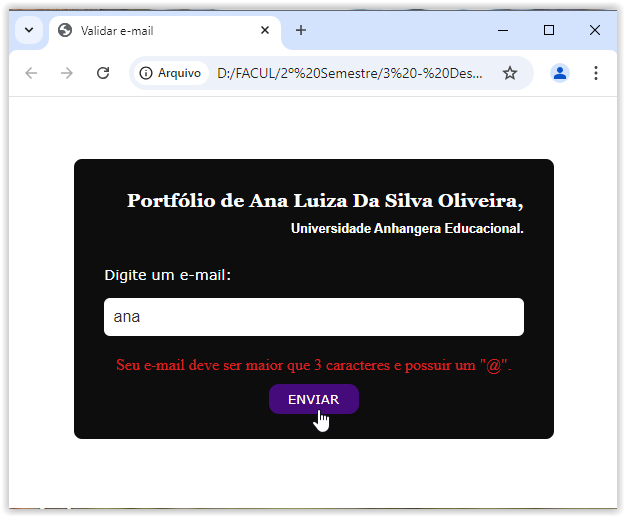 Validar e-mail
Arquivo D:/FACUL/2º%20Semestre/3%20-%20Des...
Portfólio de Ana Luiza Da Silva Oliveira,
Universidade Anhangera Educacional.
Digite um e-mail:
ana
Seu e-mail deve ser maior que 3 caracteres e possuir um "@".
ENVIAR